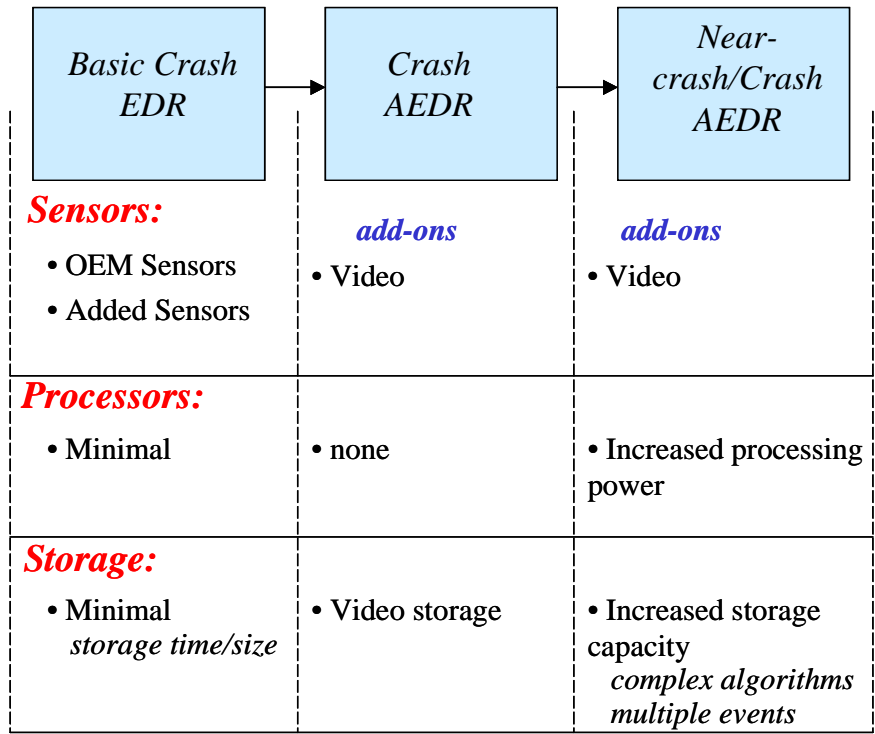 Basic Crash
EDR
Crash
AEDR
Near-
crash/Crash
AEDR
Sensors:
• OEM Sensors
• Added Sensors
add-ons
• Video
add-ons
• Video
Processors:
• Minimal
• none
• Increased processing
power
Storage:
• Minimal
storage time/size
• Video storage
• Increased storage
capacity
complex algorithms
multiple events